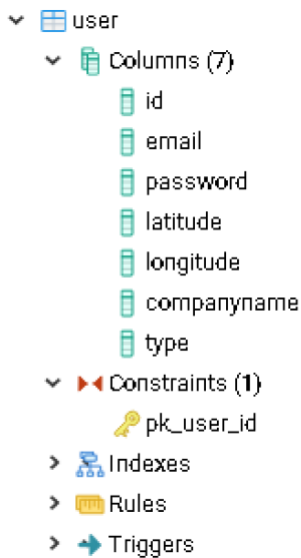 user
Columns (7)
id
email
password
latitude
longitude
companyname
type
Constraints (1)
pk_user_id
Indexes
Rules
Triggers